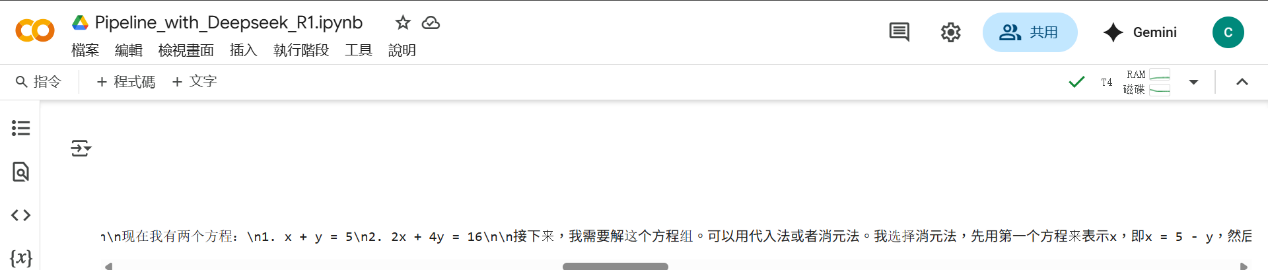 CO Pipeline_with_Deepseek_R1.ipynb
檔案 編輯 檢視畫面 插入 執行階段 工具 說明
共用 Gemini C
指令 + 程式碼 + 文字
T4 RAM
磁碟
{x}
\n现在我有两个方程：\n1. x + y = 5\n2. 2x + 4y = 16\n\n接下来，我需要解这个方程组。可以用代入法或者消元法。我选择消元法，先用第一个方程来表示x，即x = 5 - y，然后